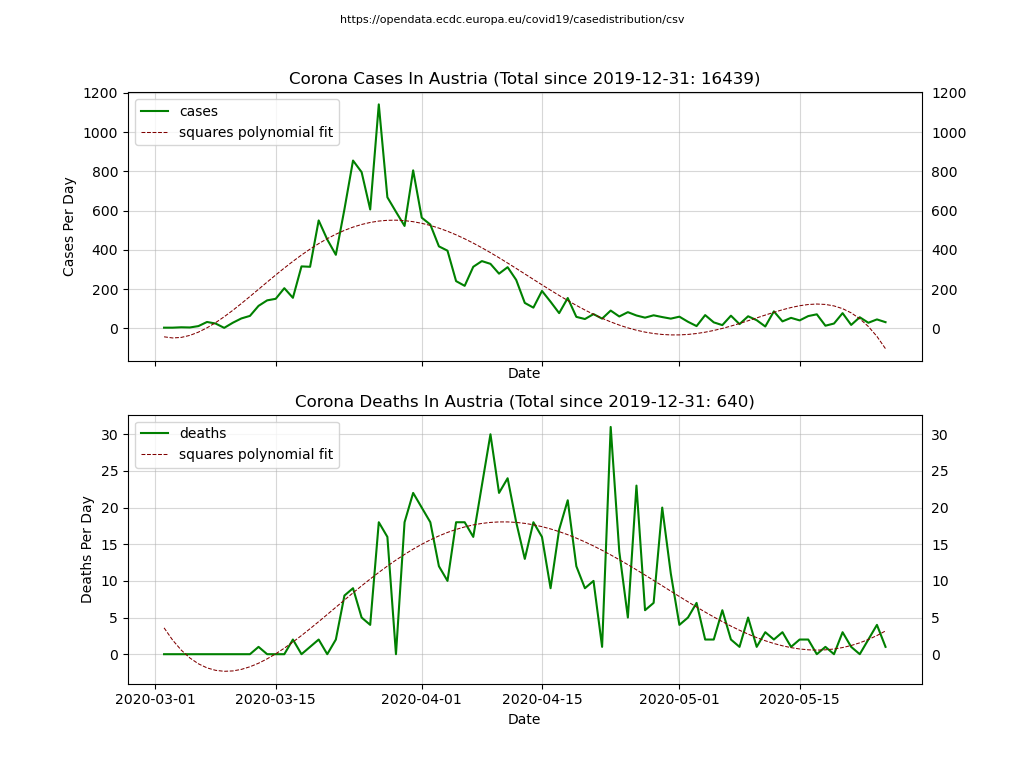 https://opendata.ecdc.europa.eu/covid19/casedistribution/csv
Corona Cases In Austria (Total since 2019-12-31: 16439)
cases
squares polynomial fit
Cases Per Day
1200
1000
800
600
400
200
0
1200
1000
800
600
400
200
0
Date
Corona Deaths In Austria (Total since 2019-12-31: 640)
deaths
squares polynomial fit
Deaths Per Day
30
25
20
15
10
5
0
30
25
20
15
10
5
0
2020-03-01 2020-03-15 2020-04-01 2020-04-15 2020-05-01 2020-05-15
Date